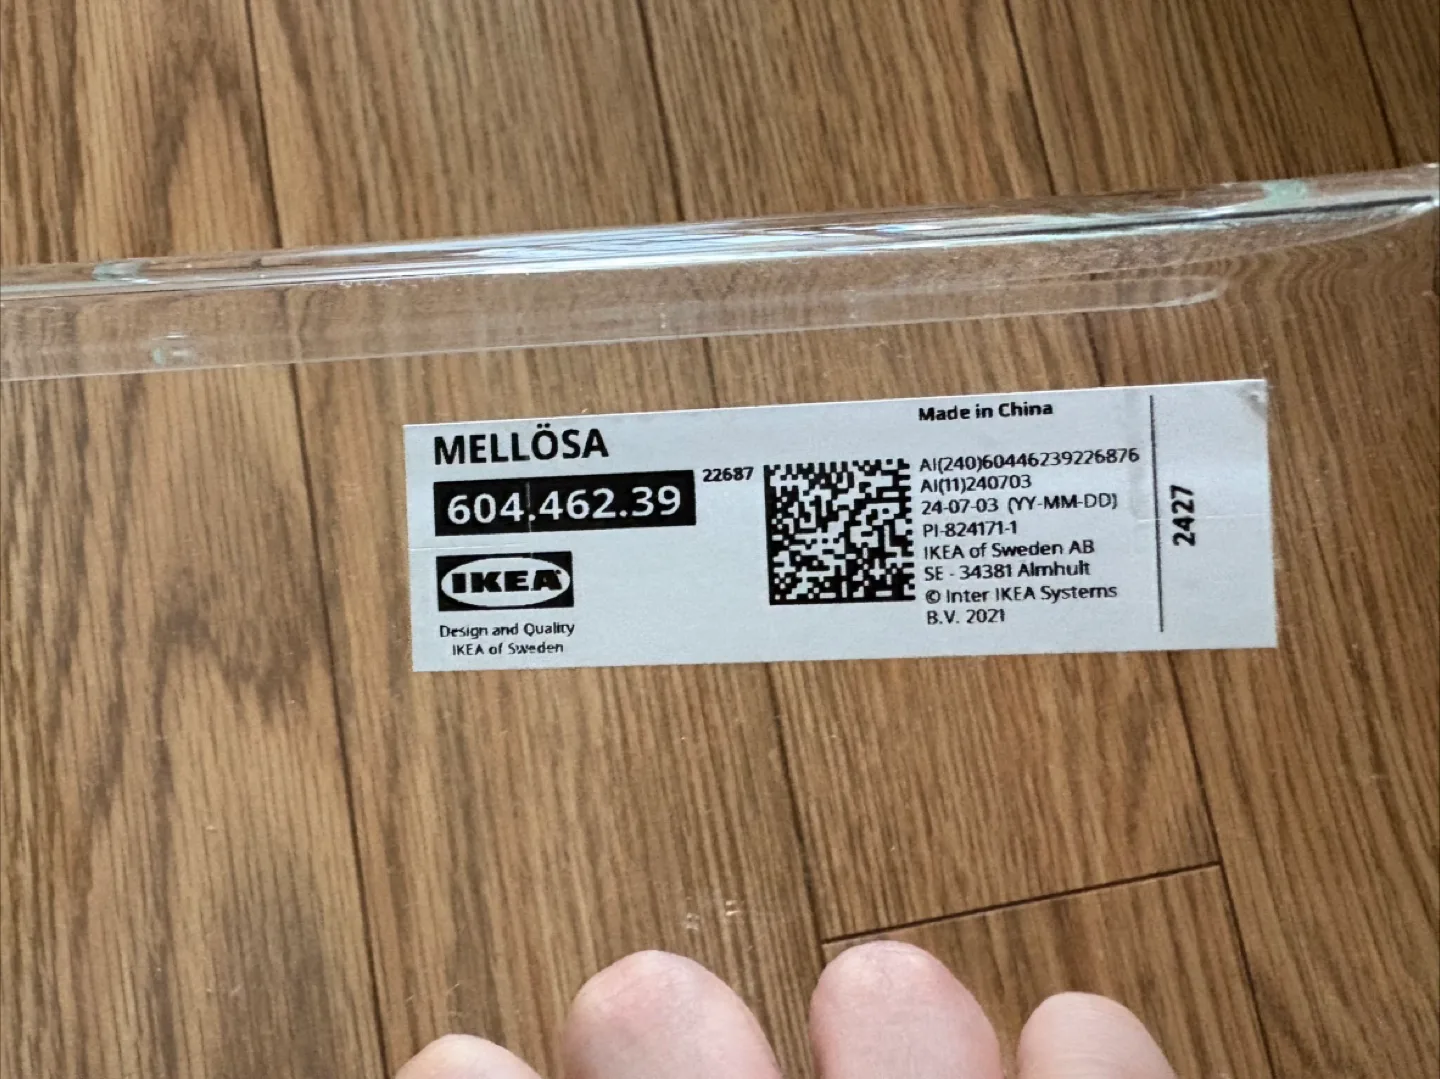 MELLÖSA
604.462.39
22687
IKEA
Design and Quality
IKEA of Sweden
Made in China
AI(240)60446239226876
AI(11)240703
24-07-03 (YY-MM-DD)
PI-824171-1
IKEA of Sweden AB
SE - 34381 Älmhult
© Inter IKEA Systems
B.V. 2021
2427